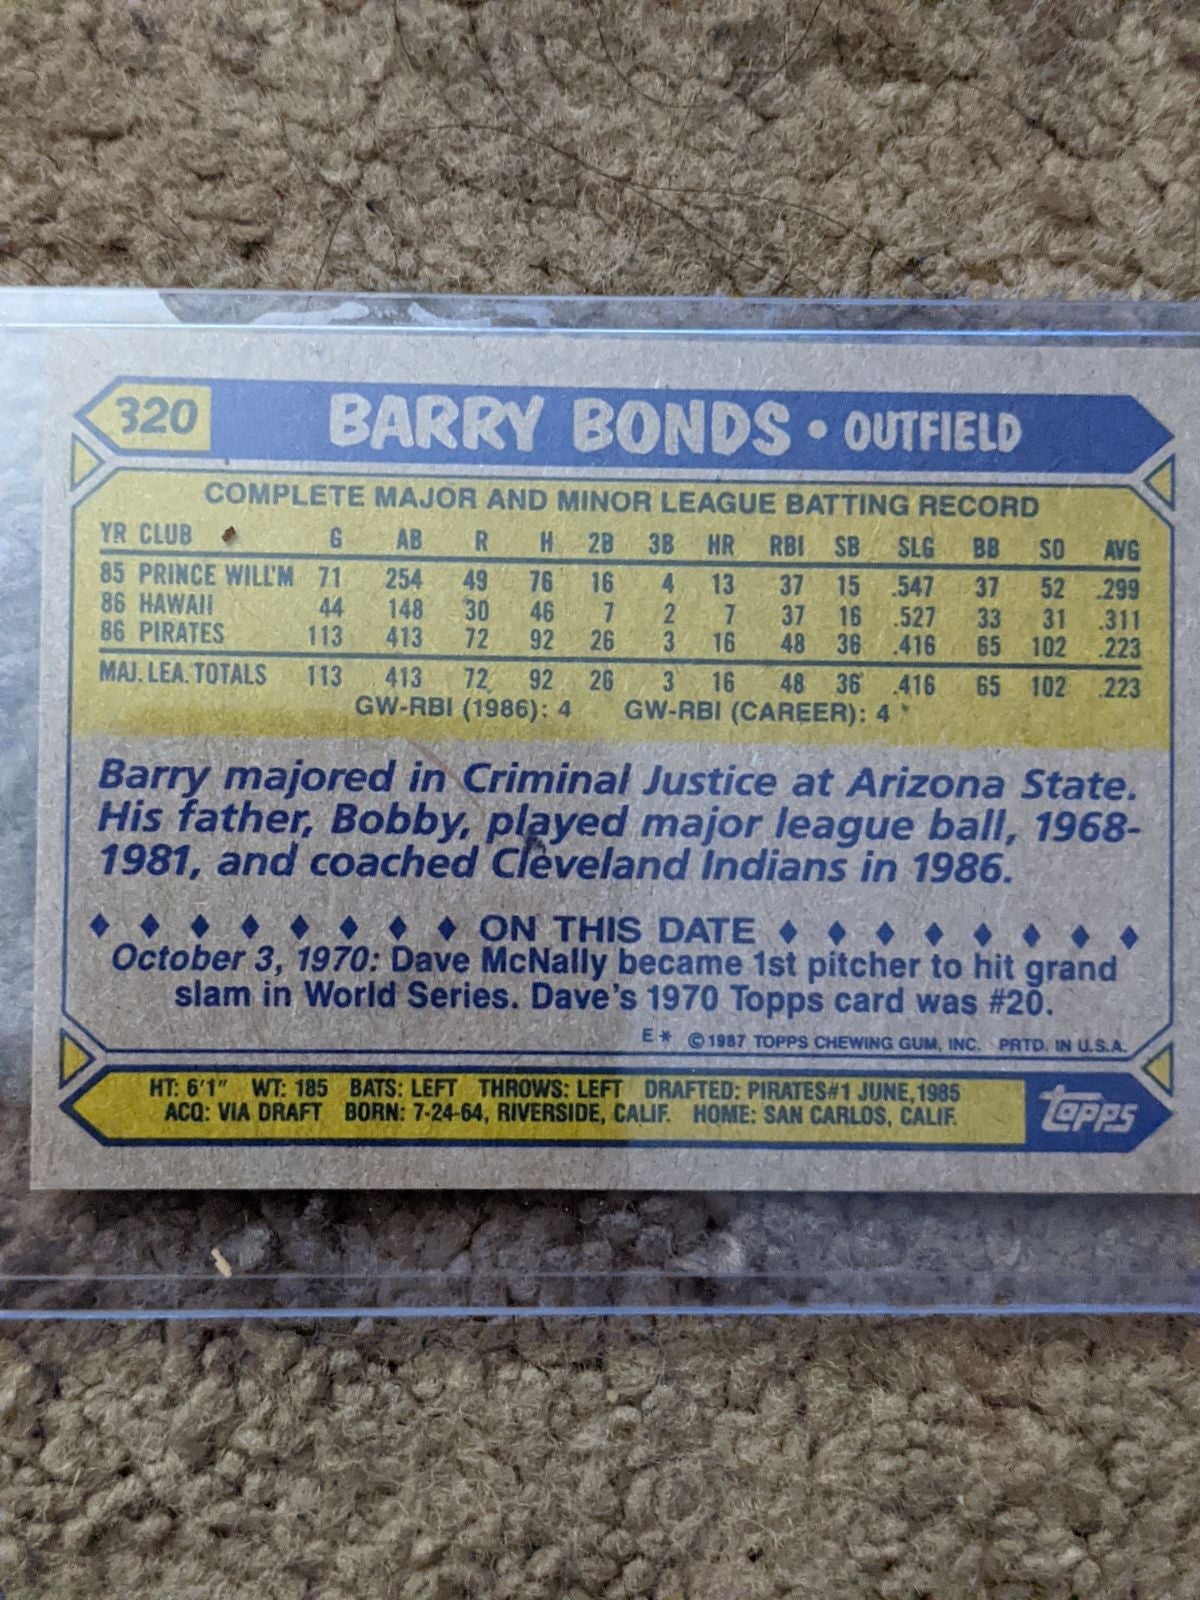 320 BARRY BONDS • OUTFIELD
COMPLETE MAJOR AND MINOR LEAGUE BATTING RECORD
YR CLUB G AB R H 2B 3B HR RBI SB SLG BB SO AVG
85 PRINCE WILL'M 71 254 49 76 16 4 13 37 15 .547 37 52 .299
86 HAWAII 44 148 30 46 7 2 7 37 16 .527 33 31 .311
86 PIRATES 113 413 72 92 26 3 16 48 36 .416 65 102 .223
MAJ. LEA. TOTALS 113 413 72 92 26 3 16 48 36 .416 65 102 .223
GW-RBI (1986): 4 GW-RBI (CAREER): 4
Barry majored in Criminal Justice at Arizona State.
His father, Bobby, played major league ball, 1968-
1981, and coached Cleveland Indians in 1986.
♦ ♦ ♦ ♦ ♦ ♦ ♦ ♦ ON THIS DATE ♦ ♦ ♦ ♦ ♦ ♦ ♦ ♦
October 3, 1970: Dave McNally became 1st pitcher to hit grand
slam in World Series. Dave's 1970 Topps card was #20.
E* © 1987 TOPPS CHEWING GUM, INC. PRTD. IN U.S.A.
HT: 6'1" WT: 185 BATS: LEFT THROWS: LEFT DRAFTED: PIRATES#1 JUNE, 1985
ACQ: VIA DRAFT BORN: 7-24-64, RIVERSIDE, CALIF. HOME: SAN CARLOS, CALIF.
topps